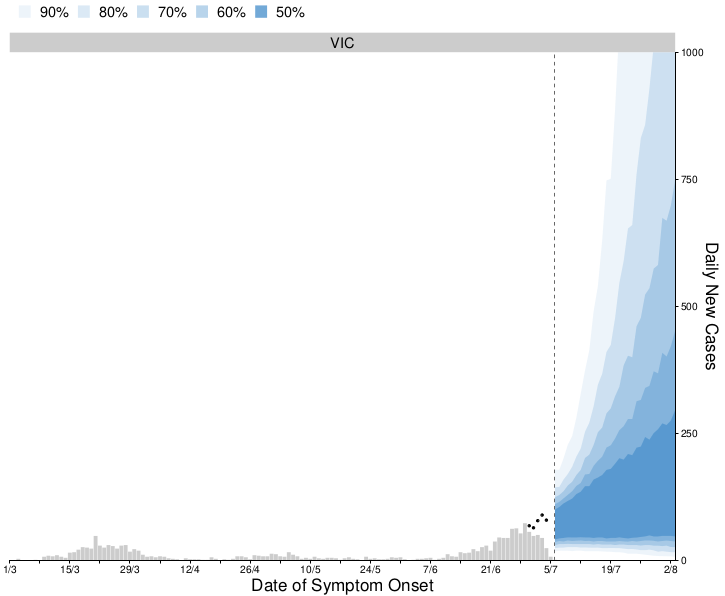 90% 80% 70% 60% 50%
VIC
1000
750
500
250
0
Daily New Cases
1/3 15/3 29/3 12/4 26/4 10/5 24/5 7/6 21/6 5/7 19/7 2/8
Date of Symptom Onset